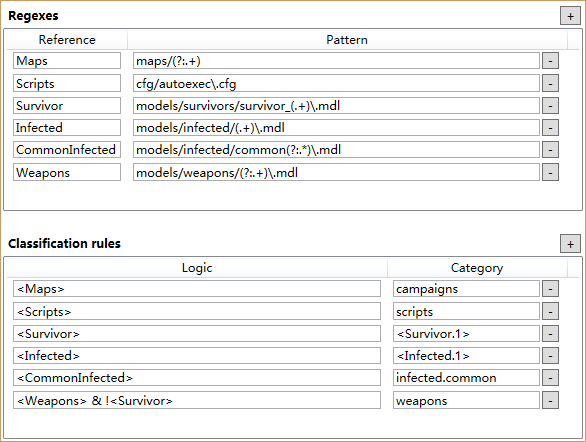 Regexes +
Reference Pattern
Maps maps/(?:.+) -
Scripts cfg/autoexec\.cfg -
Survivor models/survivors/survivor_(.+)\.mdl -
Infected models/infected/(.+)\.mdl -
CommonInfected models/infected/common(?:.*)\.mdl -
Weapons models/weapons/(?:.+)\.mdl -
Classification rules +
Logic Category
<Maps> campaigns -
<Scripts> scripts -
<Survivor> <Survivor.1> -
<Infected> <Infected.1> -
<CommonInfected> infected.common -
<Weapons> & !<Survivor> weapons -